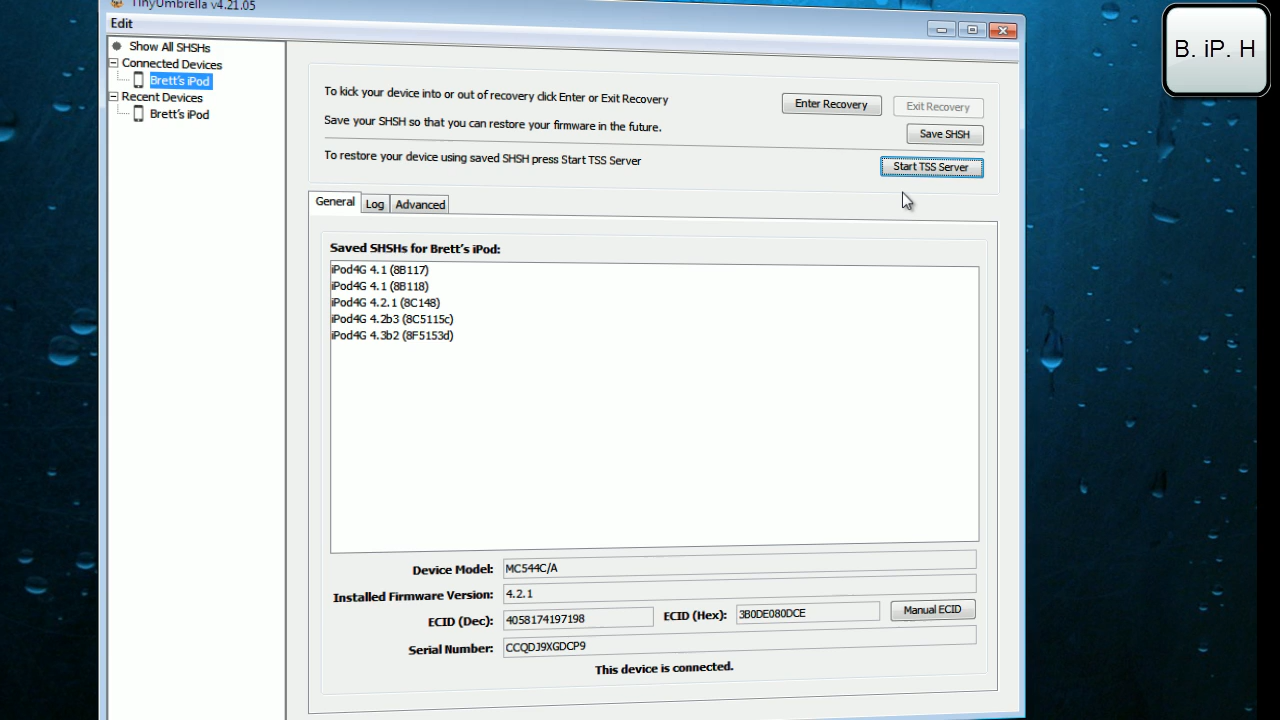 TinyUmbrella v4.21.05
B. iP. H
Edit
Show All SHSHs
Connected Devices
Brett's iPod
Recent Devices
Brett's iPod
To kick your device into or out of recovery click Enter or Exit Recovery
Enter Recovery
Exit Recovery
Save your SHSH so that you can restore your firmware in the future.
Save SHSH
To restore your device using saved SHSH press Start TSS Server
Start TSS Server
General
Log
Advanced
Saved SHSHs for Brett's iPod:
iPod4G 4.1 (8B117)
iPod4G 4.1 (8B118)
iPod4G 4.2.1 (8C148)
iPod4G 4.2b3 (8C5115c)
iPod4G 4.3b2 (8F5153d)
Device Model: MC544C/A
Installed Firmware Version: 4.2.1
ECID (Dec): 4058174197198 ECID (Hex): 3B0DE080DCE Manual ECID
Serial Number: CCQDJ9XGDCP9
This device is connected.